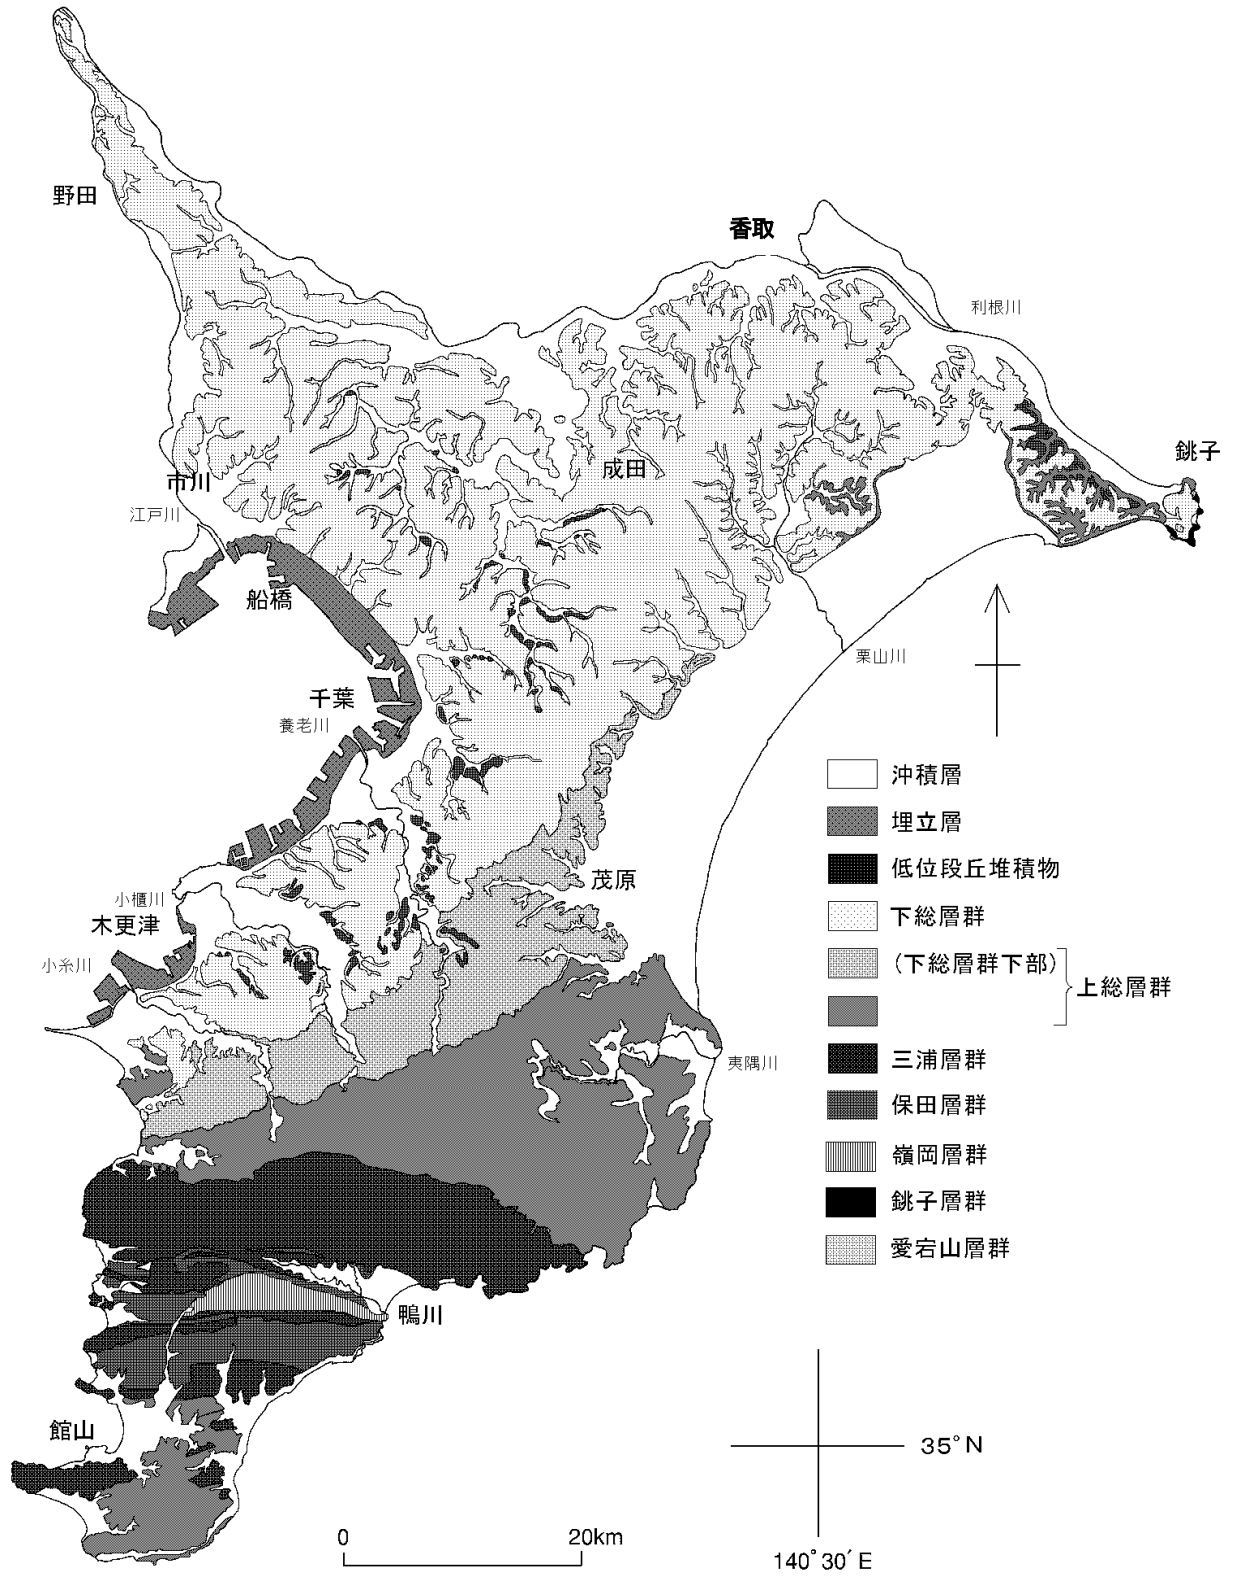 野田
香取
利根川
銚子
成田
市川
江戸川
船橋
栗山川
千葉
養老川
沖積層
埋立層
低位段丘堆積物
茂原
小櫃川
木更津
下総層群
小糸川
(下総層群下部)
上総層群
夷隅川
三浦層群
保田層群
嶺岡層群
銚子層群
愛宕山層群
鴨川
館山
35°N
0 20km
140°30′E